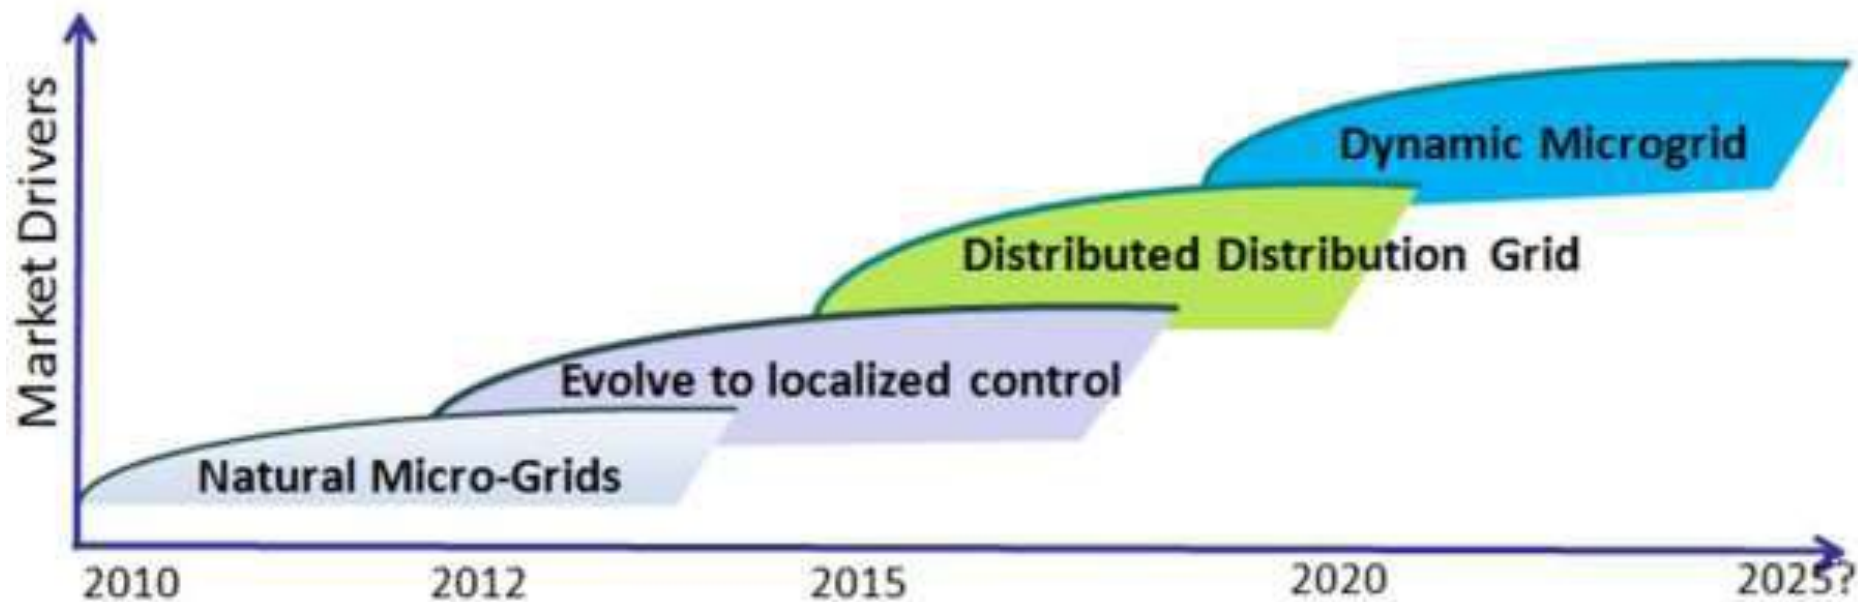 Market Drivers
Dynamic Microgrid
Distributed Distribution Grid
Evolve to localized control
Natural Micro-Grids
2010 2012 2015 2020 2025?